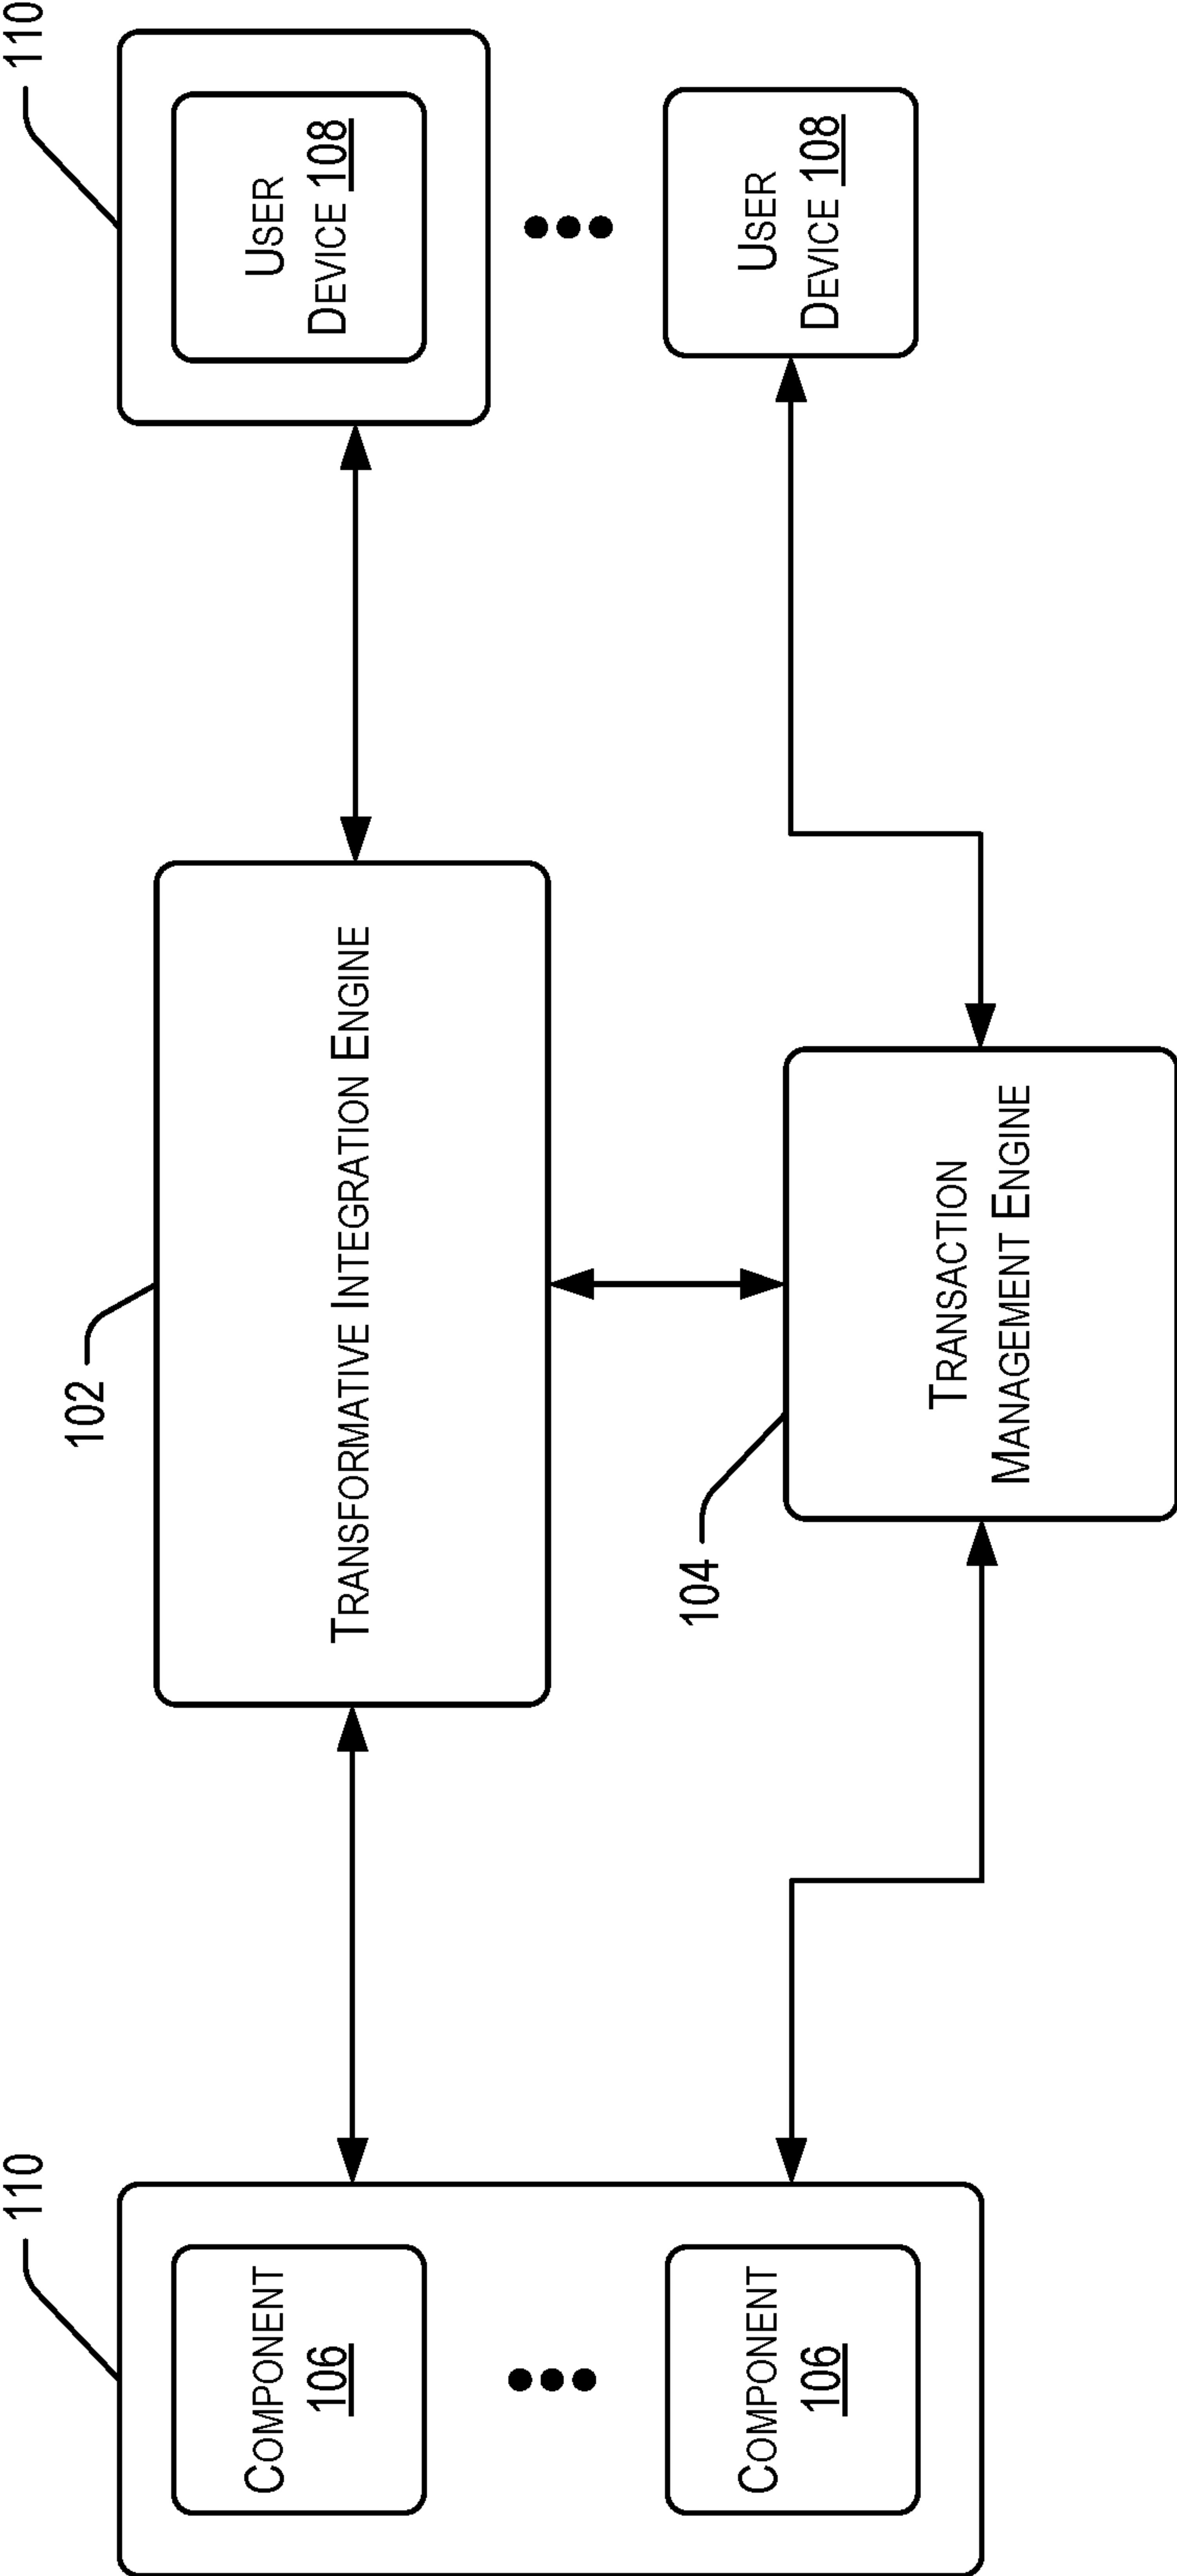 110
COMPONENT
106
COMPONENT
106
102
TRANSFORMATIVE INTEGRATION ENGINE
104
TRANSACTION
MANAGEMENT ENGINE
110
USER
DEVICE 108
USER
DEVICE 108